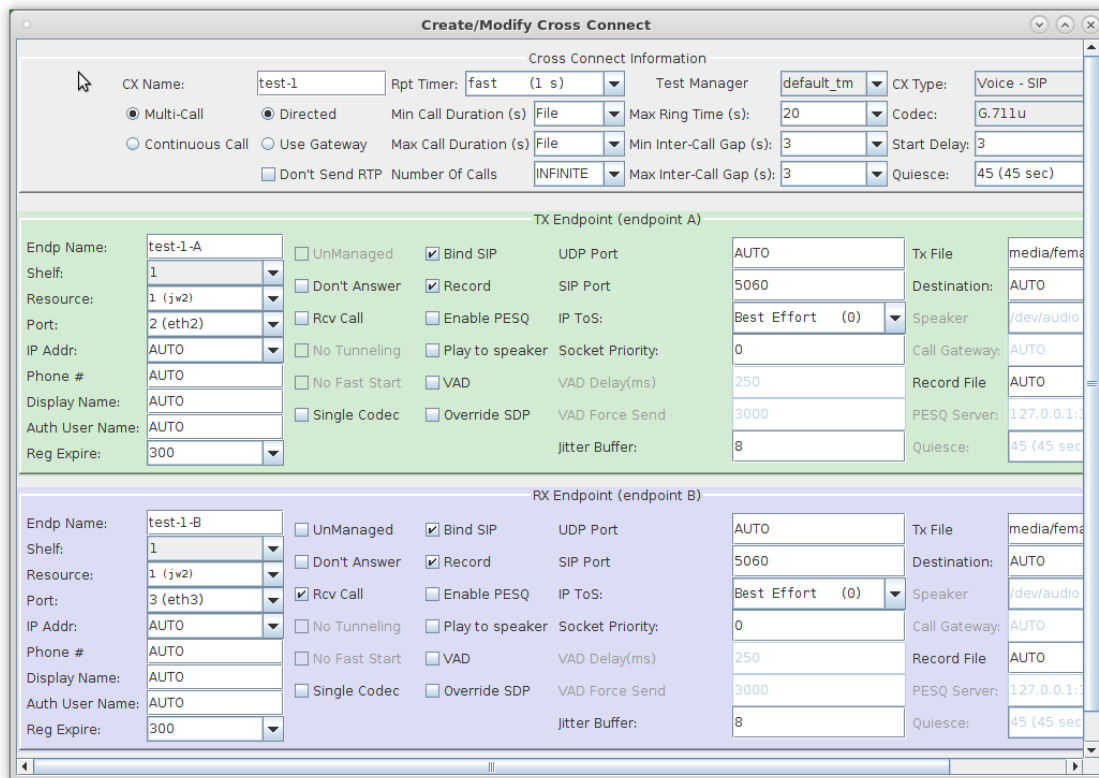 Create/Modify Cross Connect
Cross Connect Information
CX Name: test-1 Rpt Timer: fast (1 s) Test Manager default_tm CX Type: Voice - SIP
Multi-Call Directed Min Call Duration (s) File Max Ring Time (s): 20 Codec: G.711u
Continuous Call Use Gateway Max Call Duration (s) File Min Inter-Call Gap (s): 3 Start Delay: 3
Don't Send RTP Number Of Calls INFINITE Max Inter-Call Gap (s): 3 Quiesce: 45 (45 sec)
TX Endpoint (endpoint A)
Endp Name: test-1-A UnManaged Bind SIP UDP Port AUTO Tx File media/fema
Shelf: 1 Don't Answer Record SIP Port 5060 Destination: AUTO
Resource: 1 (jw2) Rcv Call Enable PESQ IP ToS: Best Effort (0) Speaker /dev/audio
Port: 2 (eth2) No Tunneling Play to speaker Socket Priority: 0 Call Gateway: AUTO
IP Addr: AUTO No Fast Start VAD VAD Delay(ms) 250 Record File AUTO
Phone # AUTO Single Codec Override SDP VAD Force Send 3000 PESQ Server: 127.0.0.1:3
Display Name: AUTO Jitter Buffer: 8 Quiesce: 45 (45 sec
Auth User Name: AUTO
Reg Expire: 300
RX Endpoint (endpoint B)
Endp Name: test-1-B UnManaged Bind SIP UDP Port AUTO Tx File media/fema
Shelf: 1 Don't Answer Record SIP Port 5060 Destination: AUTO
Resource: 1 (jw2) Rcv Call Enable PESQ IP ToS: Best Effort (0) Speaker /dev/audio
Port: 3 (eth3) No Tunneling Play to speaker Socket Priority: 0 Call Gateway: AUTO
IP Addr: AUTO No Fast Start VAD VAD Delay(ms) 250 Record File AUTO
Phone # AUTO Single Codec Override SDP VAD Force Send 3000 PESQ Server: 127.0.0.1:3
Display Name: AUTO Jitter Buffer: 8 Quiesce: 45 (45 sec
Auth User Name: AUTO
Reg Expire: 300